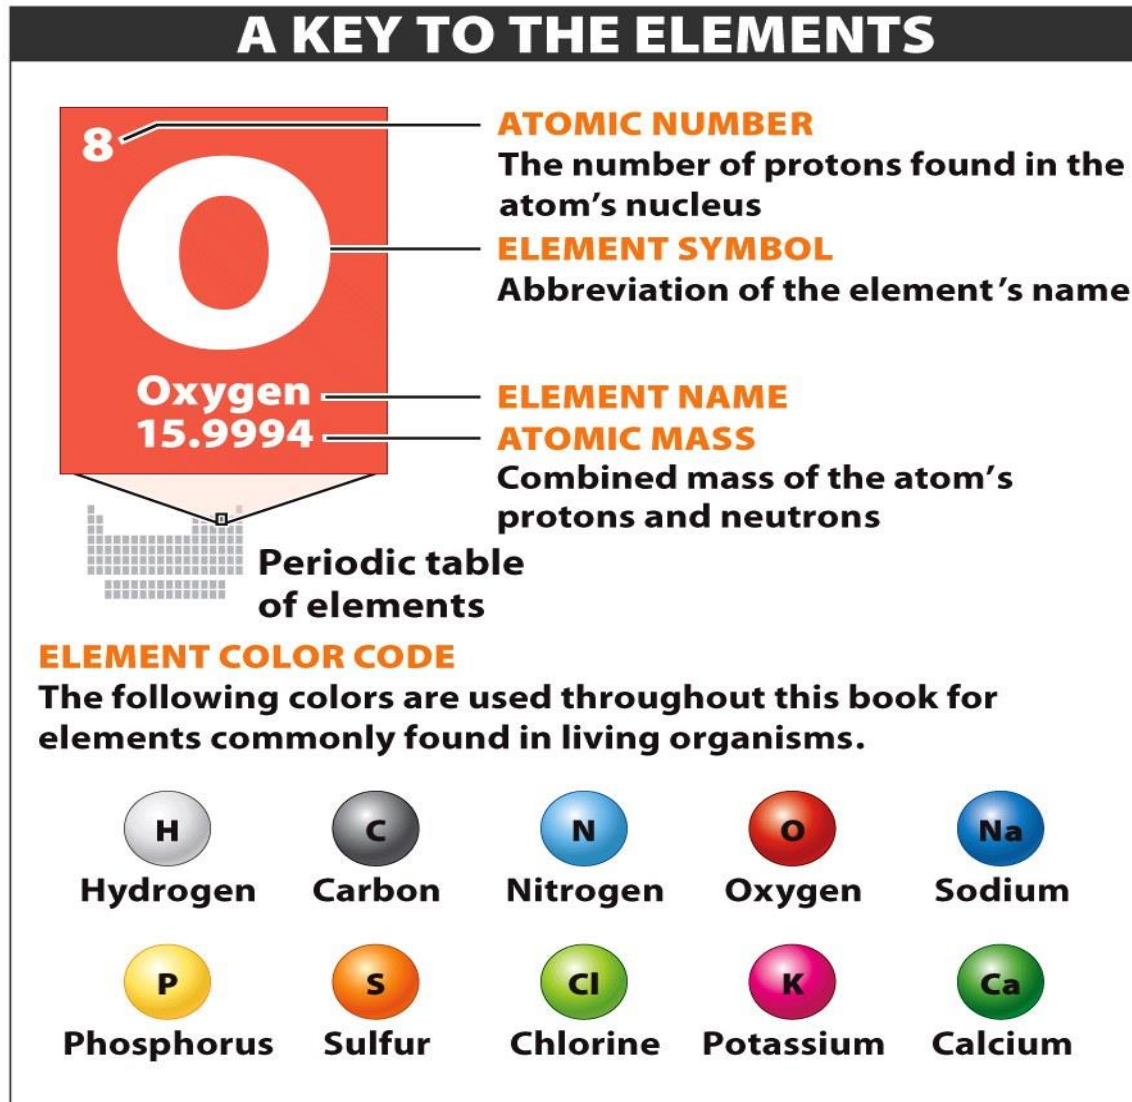 A KEY TO THE ELEMENTS
8
ATOMIC NUMBER
The number of protons found in the
atom's nucleus
O
ELEMENT SYMBOL
Abbreviation of the element's name
Oxygen
ELEMENT NAME
15.9994
ATOMIC MASS
Combined mass of the atom's
protons and neutrons
Periodic table
of elements
ELEMENT COLOR CODE
The following colors are used throughout this book for
elements commonly found in living organisms.
H C N O Na
Hydrogen Carbon Nitrogen Oxygen Sodium
P S Cl K Ca
Phosphorus Sulfur Chlorine Potassium Calcium